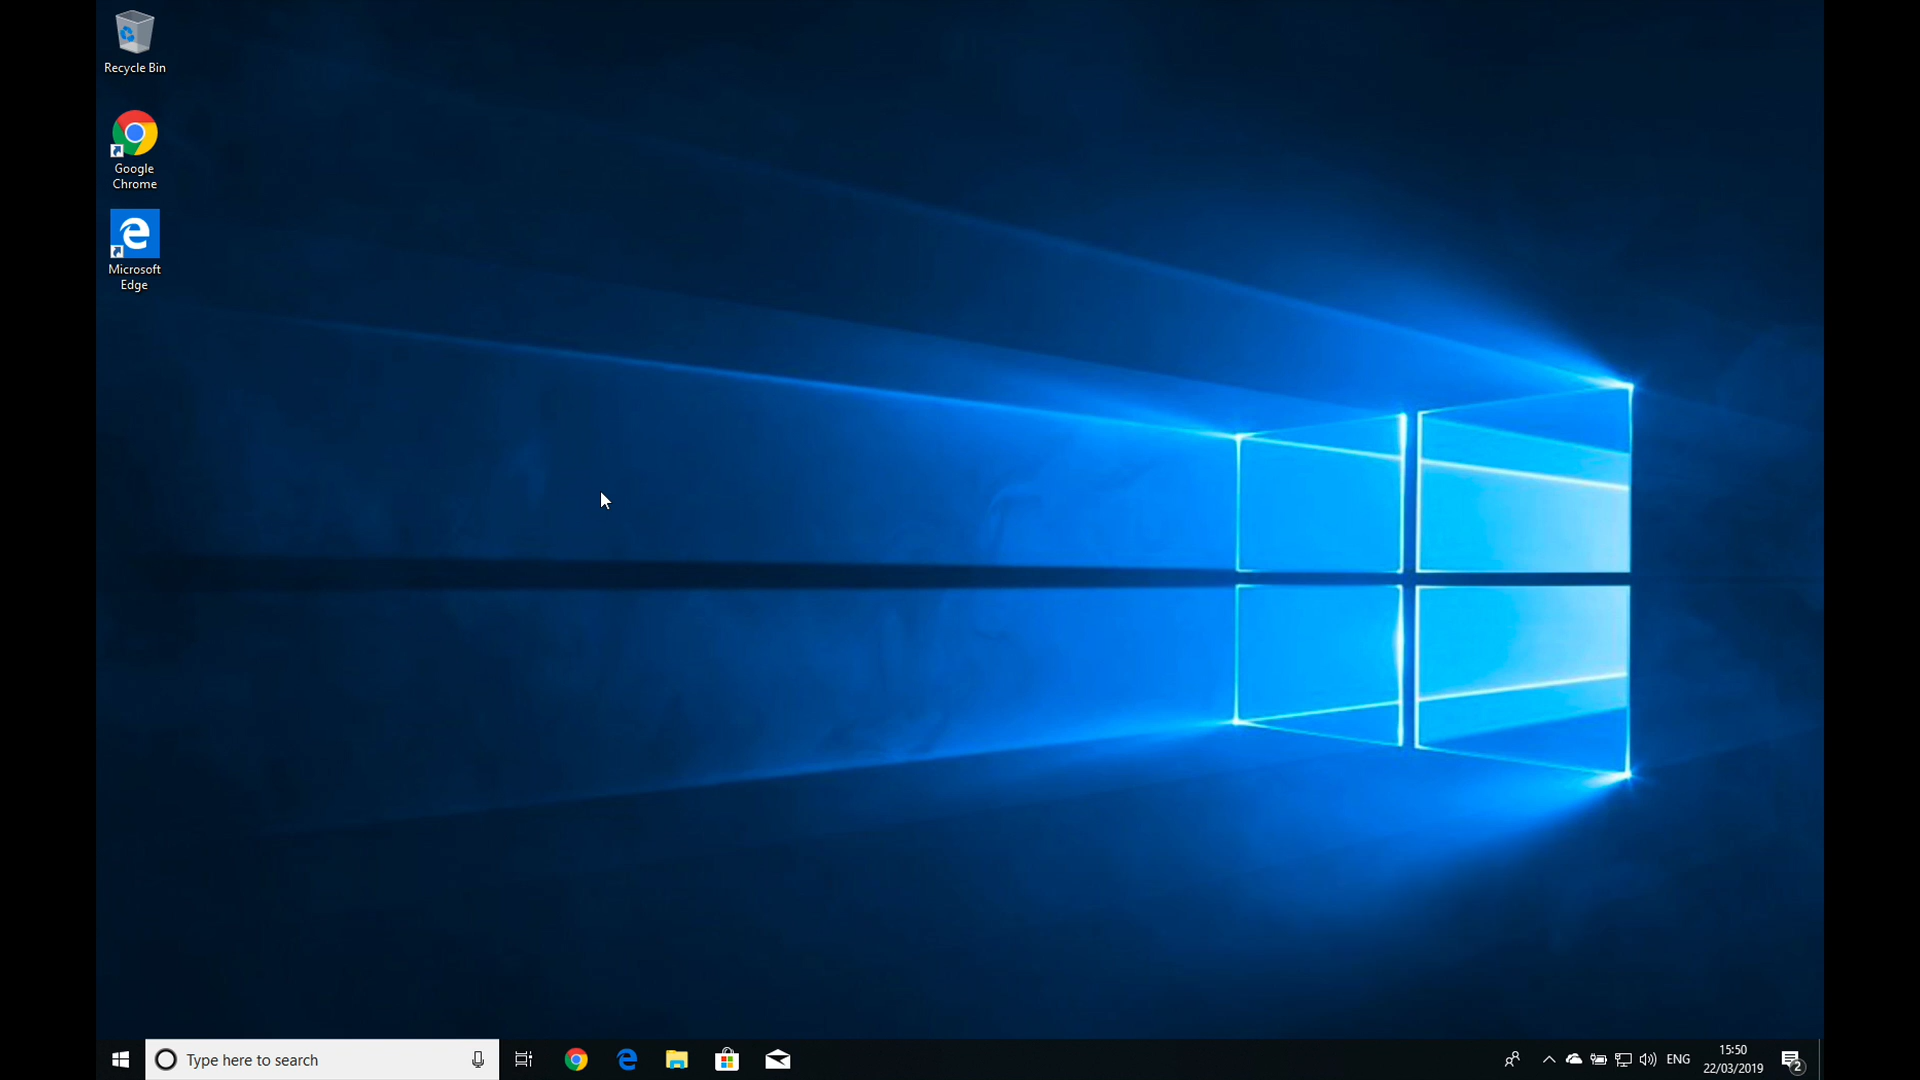 Recycle Bin
Google
Chrome
Microsoft
Edge
Type here to search
ENG
15:50
22/03/2019
2